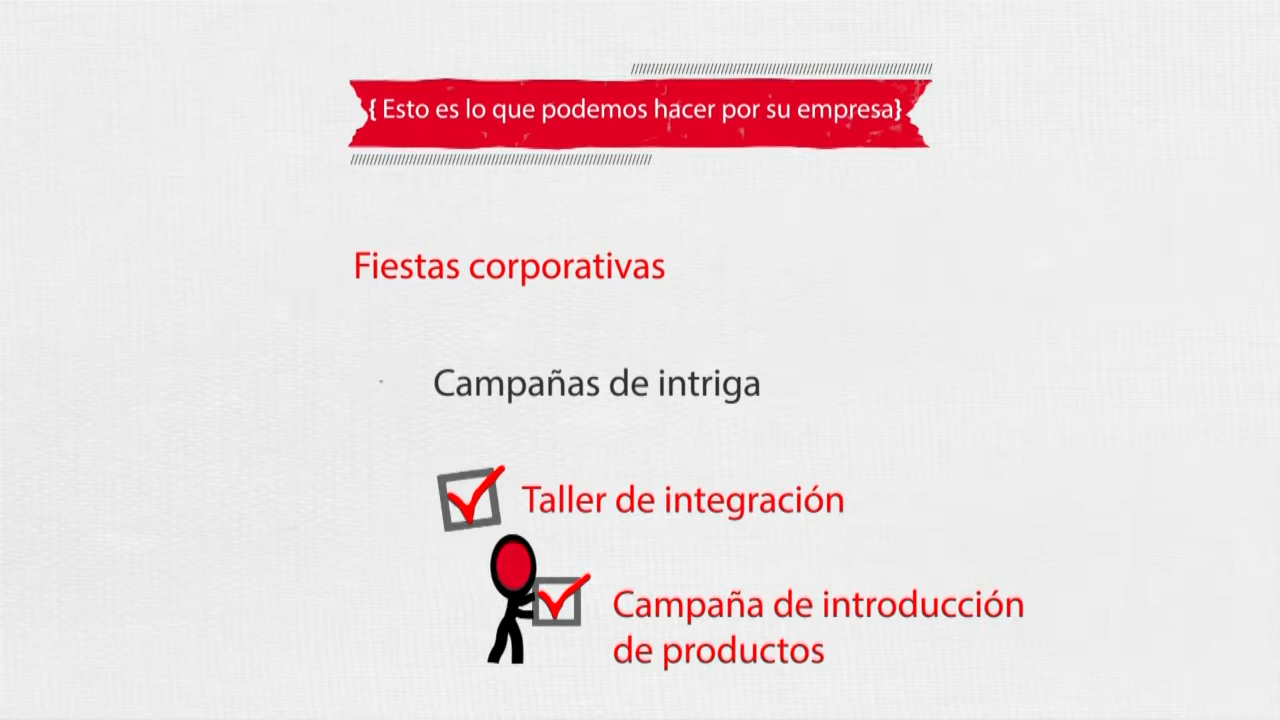 { Esto es lo que podemos hacer por su empresa}
Fiestas corporativas
Campañas de intriga
Taller de integración
Campaña de introducción
de productos